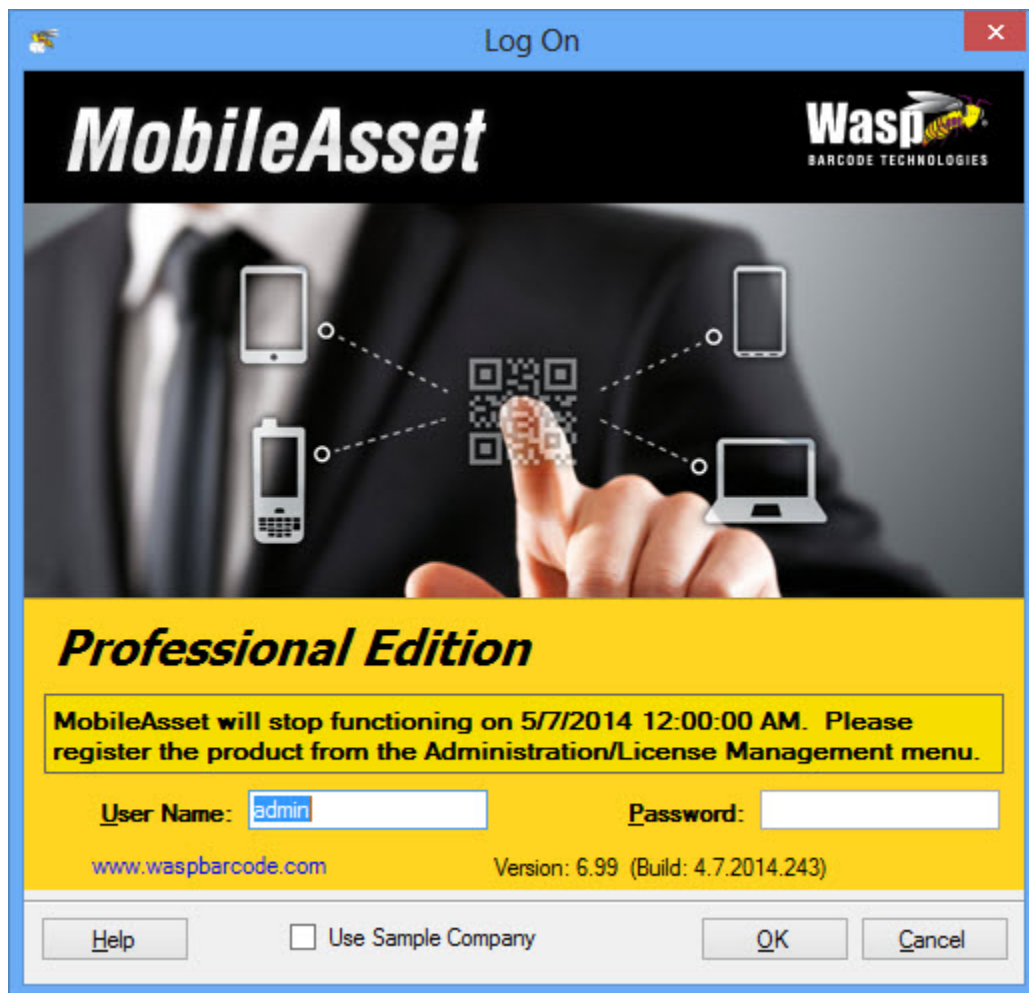 Log On
MobileAsset
Wasp
BARCODE TECHNOLOGIES
Professional Edition
MobileAsset will stop functioning on 5/7/2014 12:00:00 AM.  Please
register the product from the Administration/License Management menu.
User Name: admin Password:
www.waspbarcode.com Version: 6.99 (Build: 4.7.2014.243)
Help Use Sample Company OK Cancel